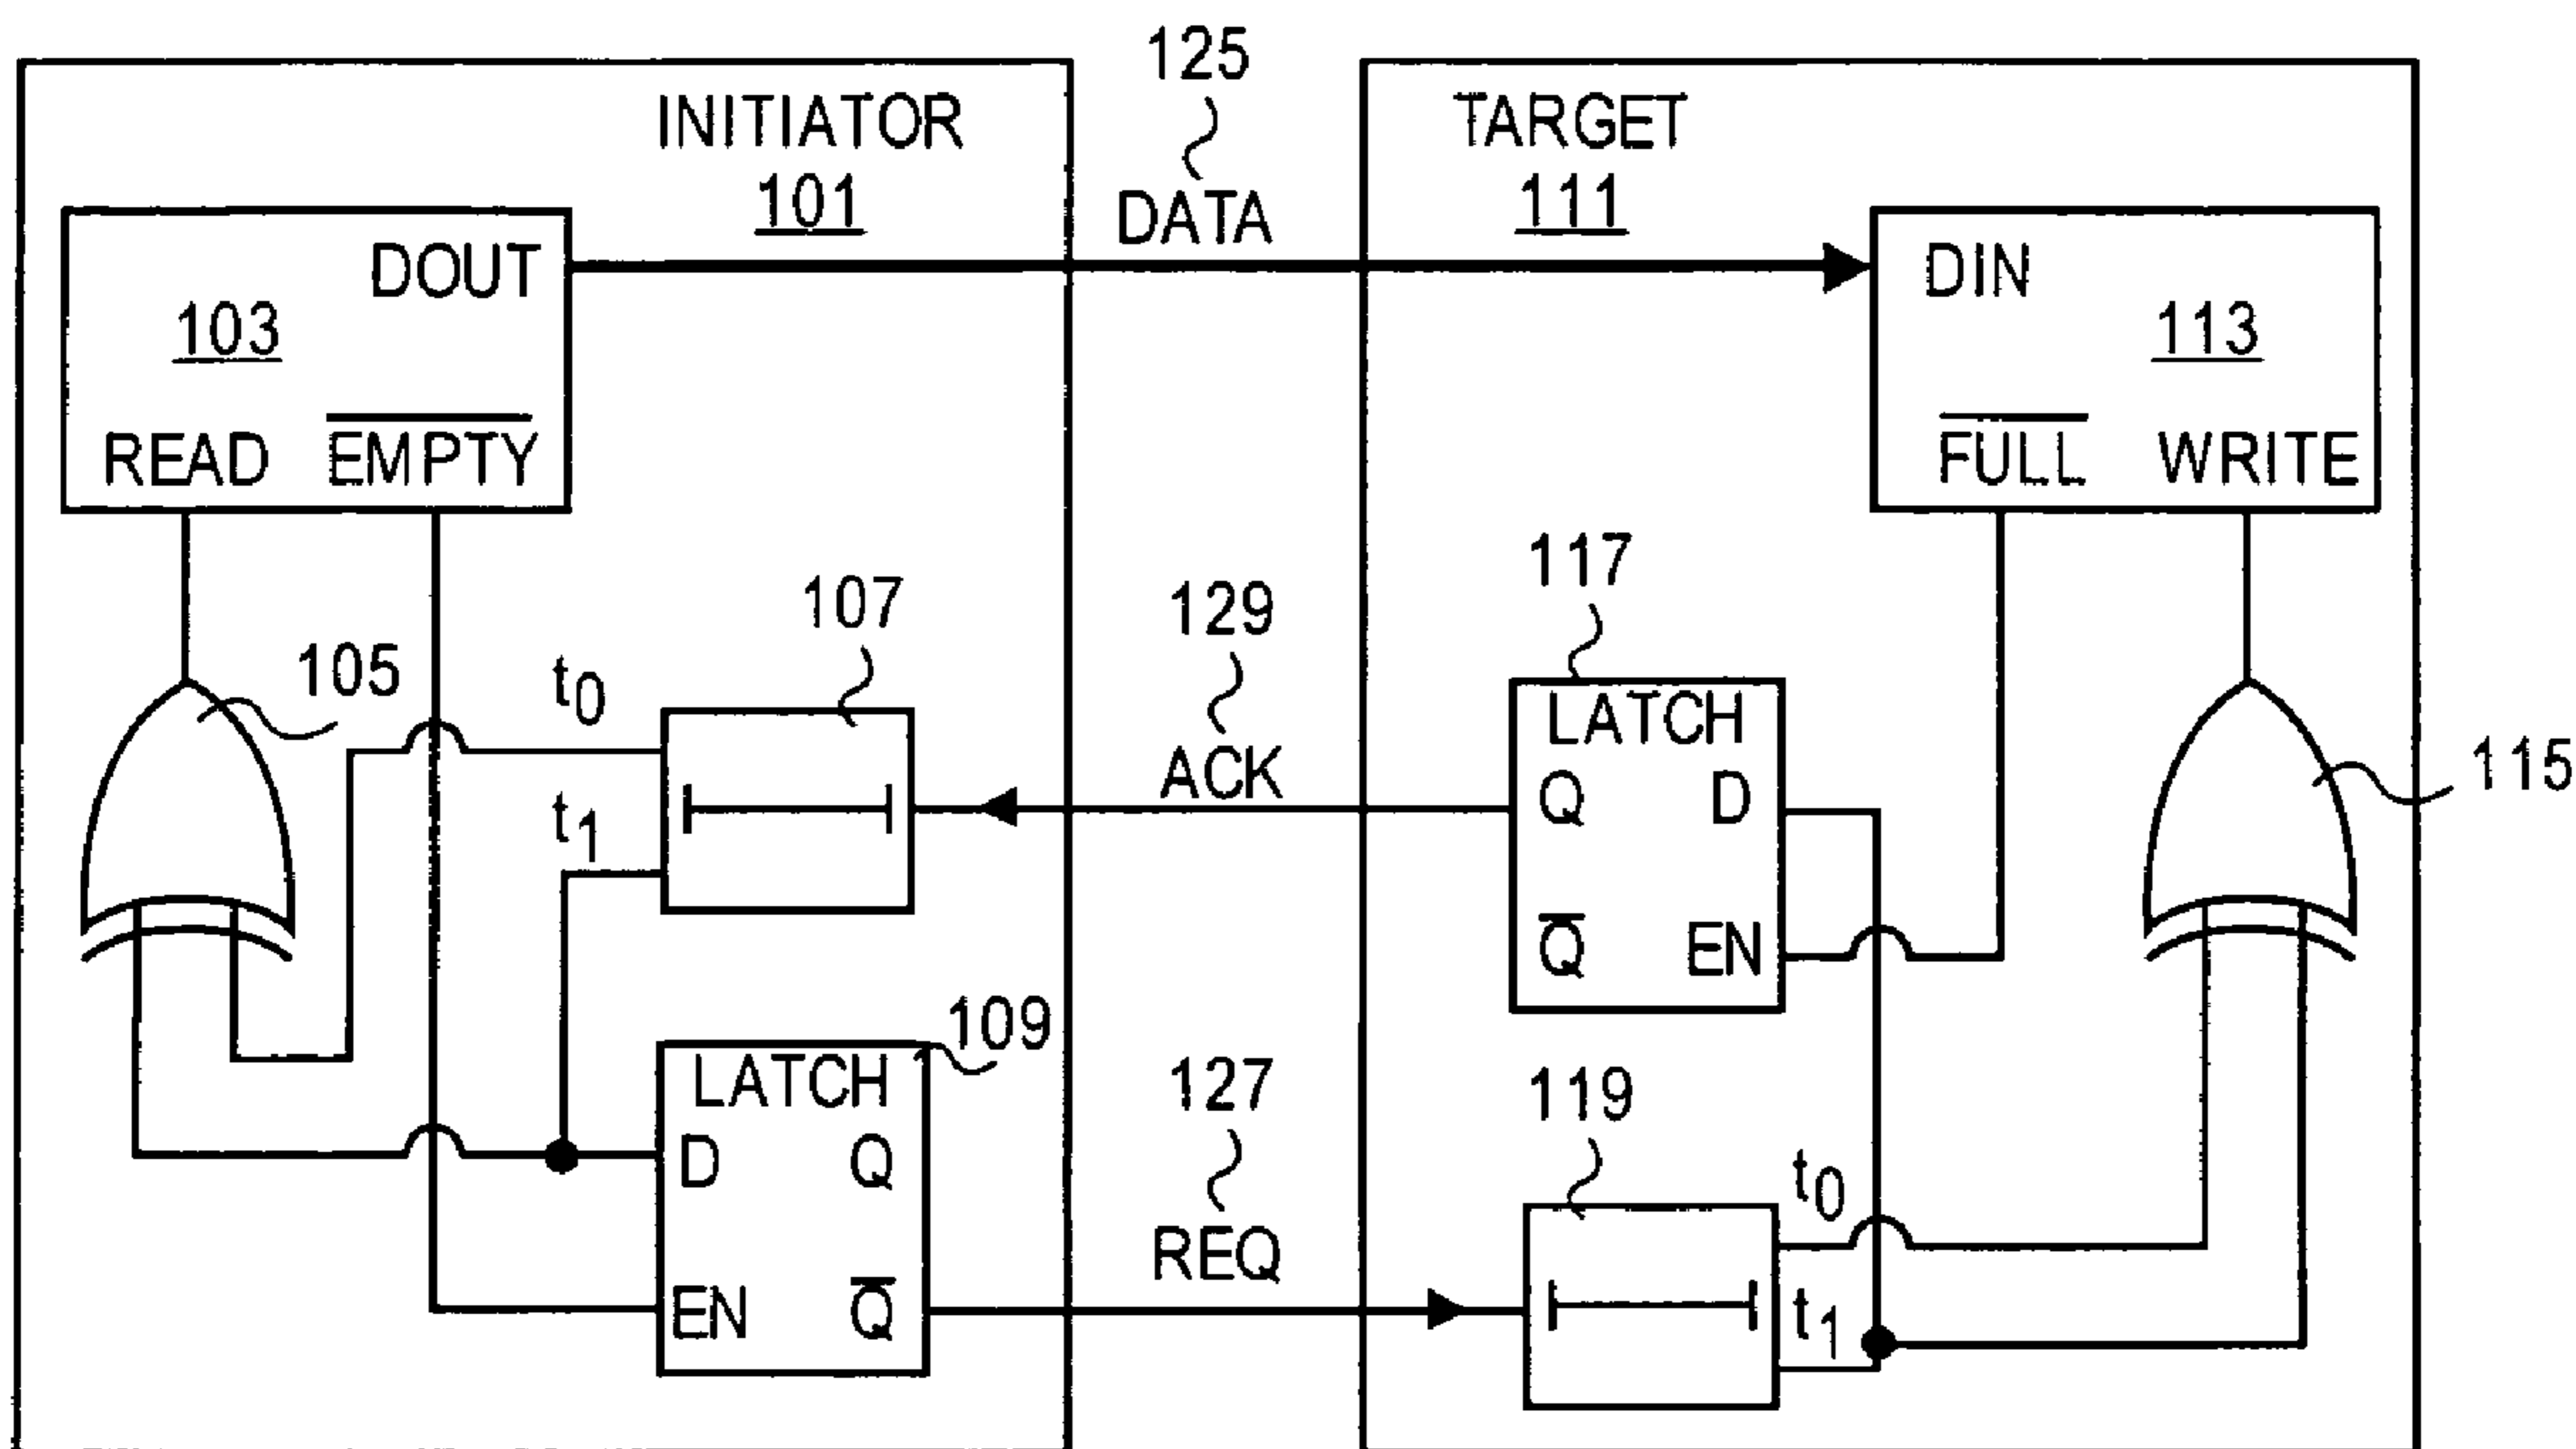 125
INITIATOR
101
DATA
TARGET
111
DOUT
103
READ EMPTY
DIN
113
FULL WRITE
105
t0
107
t1
129
ACK
117
LATCH
Q D
Q EN
115
109
LATCH
D Q
EN Q
127
REQ
119
t0
t1